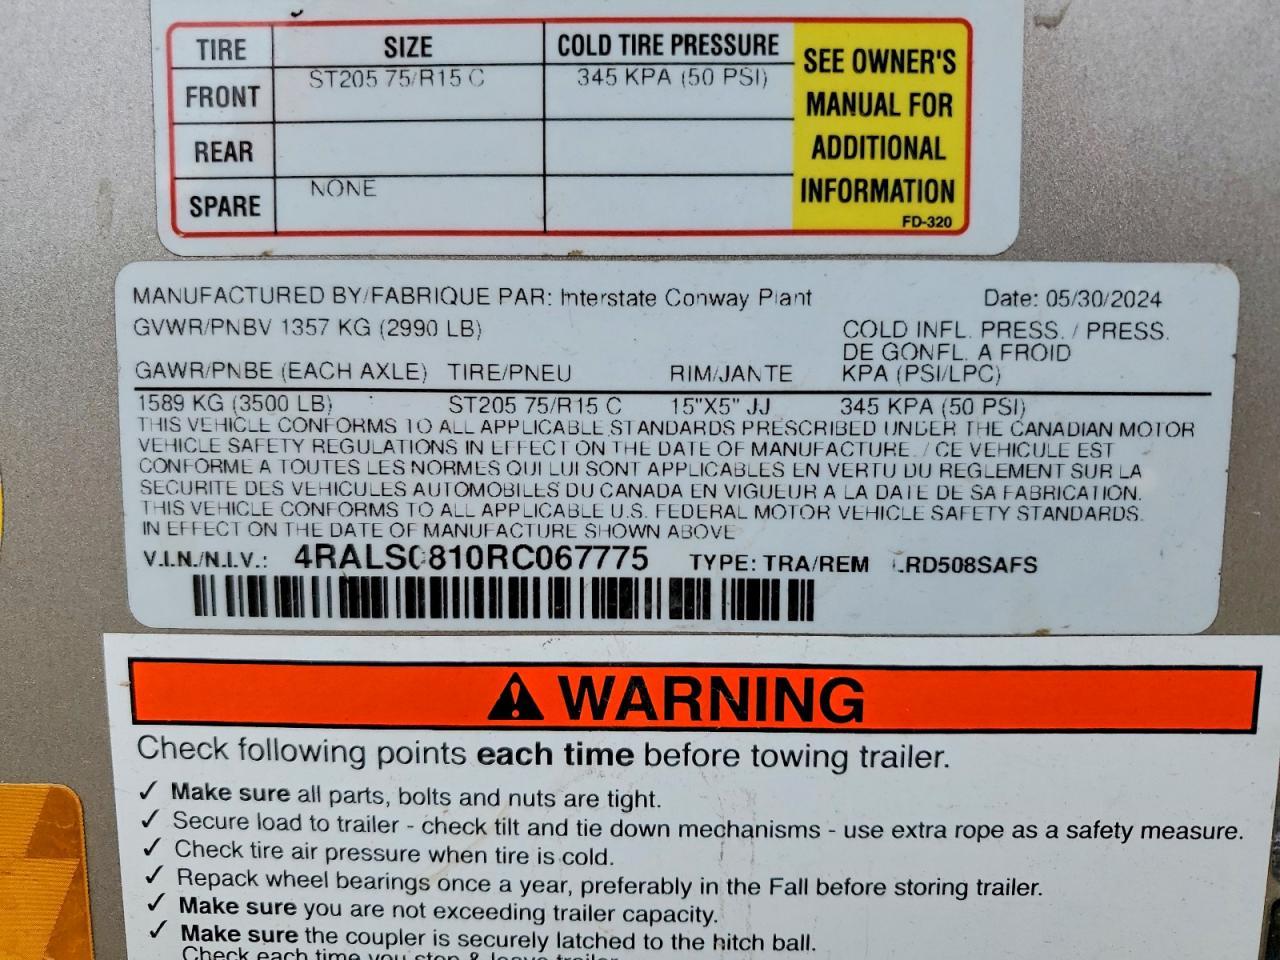 TIRE SIZE COLD TIRE PRESSURE
FRONT ST205 75/R15 C 345 KPA (50 PSI)
REAR
SPARE NONE
SEE OWNER'S
MANUAL FOR
ADDITIONAL
INFORMATION
FD-320
MANUFACTURED BY/FABRIQUE PAR: Interstate Conway Plant Date: 05/30/2024
GVWR/PNBV 1357 KG (2990 LB)
COLD INFL. PRESS. / PRESS.
DE GONFL. A FROID
GAWR/PNBE (EACH AXLE) TIRE/PNEU RIM/JANTE KPA (PSI/LPC)
1589 KG (3500 LB) ST205 75/R15 C 15"X5" JJ 345 KPA (50 PSI)
THIS VEHICLE CONFORMS TO ALL APPLICABLE STANDARDS PRESCRIBED UNDER THE CANADIAN MOTOR
VEHICLE SAFETY REGULATIONS IN EFFECT ON THE DATE OF MANUFACTURE. / CE VEHICULE EST
CONFORME A TOUTES LES NORMES QUI LUI SONT APPLICABLES EN VERTU DU REGLEMENT SUR LA
SECURITE DES VEHICULES AUTOMOBILES DU CANADA EN VIGUEUR A LA DATE DE SA FABRICATION.
THIS VEHICLE CONFORMS TO ALL APPLICABLE U.S. FEDERAL MOTOR VEHICLE SAFETY STANDARDS.
IN EFFECT ON THE DATE OF MANUFACTURE SHOWN ABOVE
V.I.N./N.I.V.: 4RALS0810RC067775 TYPE: TRA/REM LRD508SAFS
WARNING
Check following points each time before towing trailer.
✓ Make sure all parts, bolts and nuts are tight.
✓ Secure load to trailer - check tilt and tie down mechanisms - use extra rope as a safety measure.
✓ Check tire air pressure when tire is cold.
✓ Repack wheel bearings once a year, preferably in the Fall before storing trailer.
✓ Make sure you are not exceeding trailer capacity.
✓ Make sure the coupler is securely latched to the hitch ball.
Check each time you stop & leave trailer.